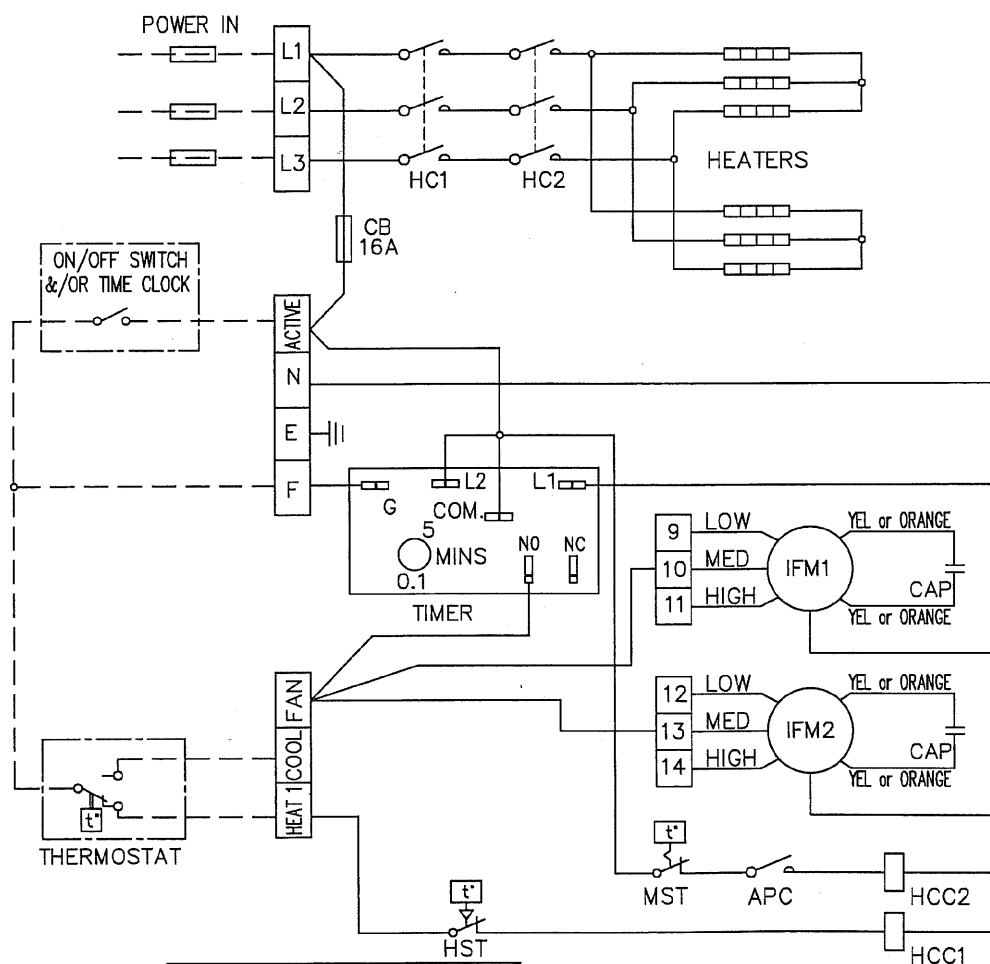 POWER IN
L1
L2
L3
HC1
HC2
HEATERS
CB
16A
ON/OFF SWITCH
&/OR TIME CLOCK
ACTIVE
N
E
F
G
L2
L1
COM.
5
MINS
0.1
NO
NC
TIMER
9
LOW
10
MED
11
HIGH
IFM1
YEL or ORANGE
CAP
YEL or ORANGE
12
LOW
13
MED
14
HIGH
IFM2
YEL or ORANGE
CAP
YEL or ORANGE
FAN
COOL
HEAT 1
t°
THERMOSTAT
t°
MST
APC
HCC2
t°
HST
HCC1